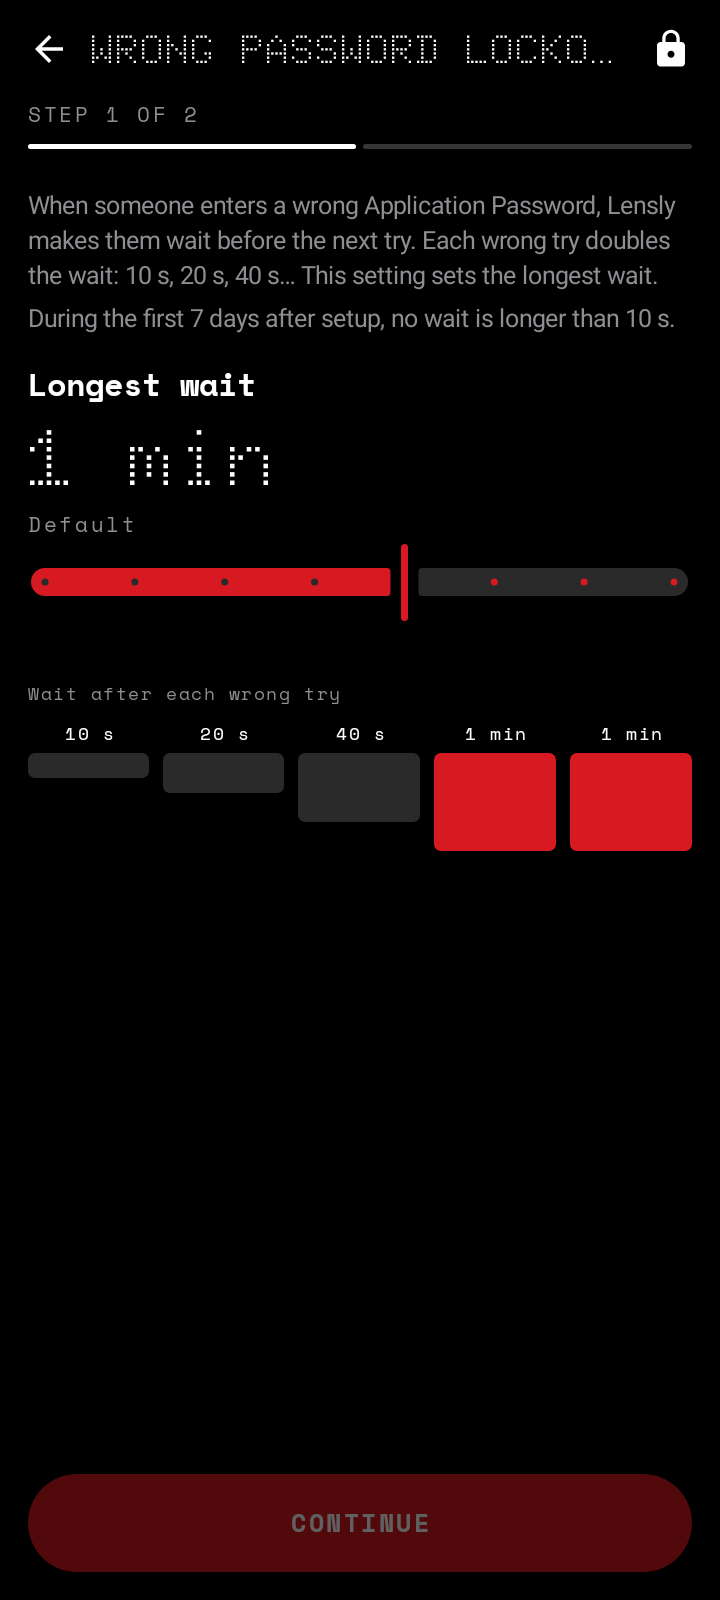 WRONG PASSWORD LOCKO...
STEP 1 OF 2
When someone enters a wrong Application Password, Lensly
makes them wait before the next try. Each wrong try doubles
the wait: 10 s, 20 s, 40 s... This setting sets the longest wait.
During the first 7 days after setup, no wait is longer than 10 s.
Longest wait
1 min
Default
Wait after each wrong try
10 s 20 s 40 s 1 min 1 min
CONTINUE